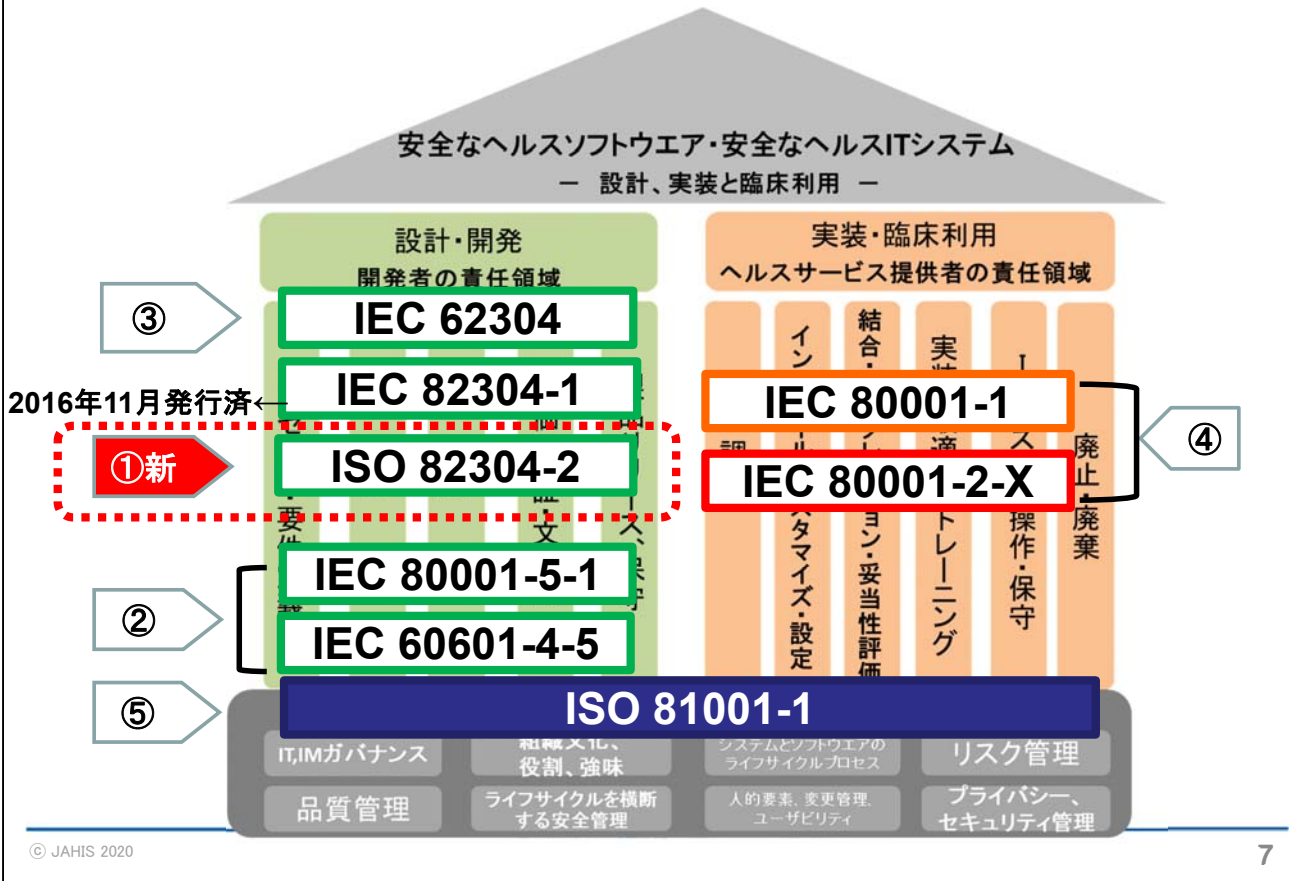 安全なヘルスソフトウエア・安全なヘルスITシステム
－ 設計、実装と臨床利用 －
設計・開発
開発者の責任領域
実装・臨床利用
ヘルスサービス提供者の責任領域
③
IEC 62304
2016年11月発行済←
IEC 82304-1
①新
ISO 82304-2
②
IEC 80001-5-1
IEC 60601-4-5
IEC 80001-1
IEC 80001-2-X
④
スタマイズ・設定
結合・
ョン・妥当性評価
トレーニング
操作・保守
廃止・廃棄
⑤
ISO 81001-1
IT,IMガバナンス
組織文化、
役割、強味
システムとソフトウエアの
ライフサイクルプロセス
リスク管理
品質管理
ライフサイクルを横断
する安全管理
人的要素、変更管理、
ユーザビリティ
プライバシー、
セキュリティ管理
© JAHIS 2020
7